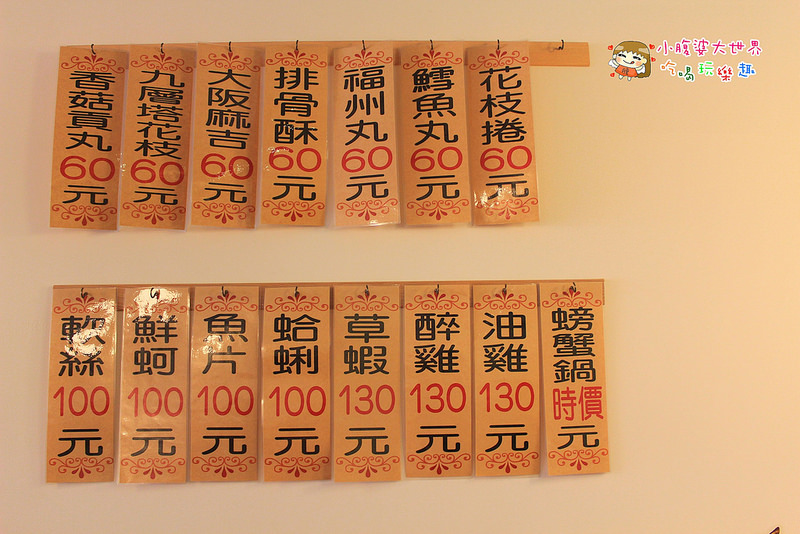 香菇貢丸60元
九層塔花枝60元
大阪麻吉60元
排骨酥60元
福州丸60元
鱈魚丸60元
花枝捲60元
小腹婆大世界
吃喝玩樂趣
軟絲100元
鮮蚵100元
魚片100元
蛤蜊100元
草蝦130元
醉雞130元
油雞130元
螃蟹鍋時價元